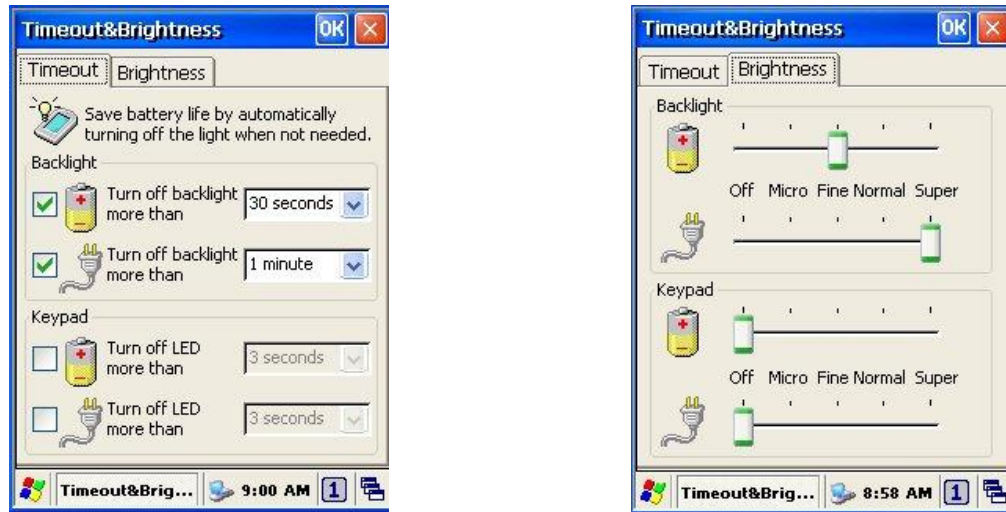 Timeout&Brightness OK
Timeout Brightness
Save battery life by automatically
turning off the light when not needed.
Backlight
Turn off backlight
more than
30 seconds
Turn off backlight
more than
1 minute
Keypad
Turn off LED
more than
3 seconds
Turn off LED
more than
3 seconds
Timeout&Brig... 9:00 AM 1
Timeout&Brightness OK
Timeout Brightness
Backlight
Off Micro Fine Normal Super
Keypad
Off Micro Fine Normal Super
Timeout&Brig... 8:58 AM 1